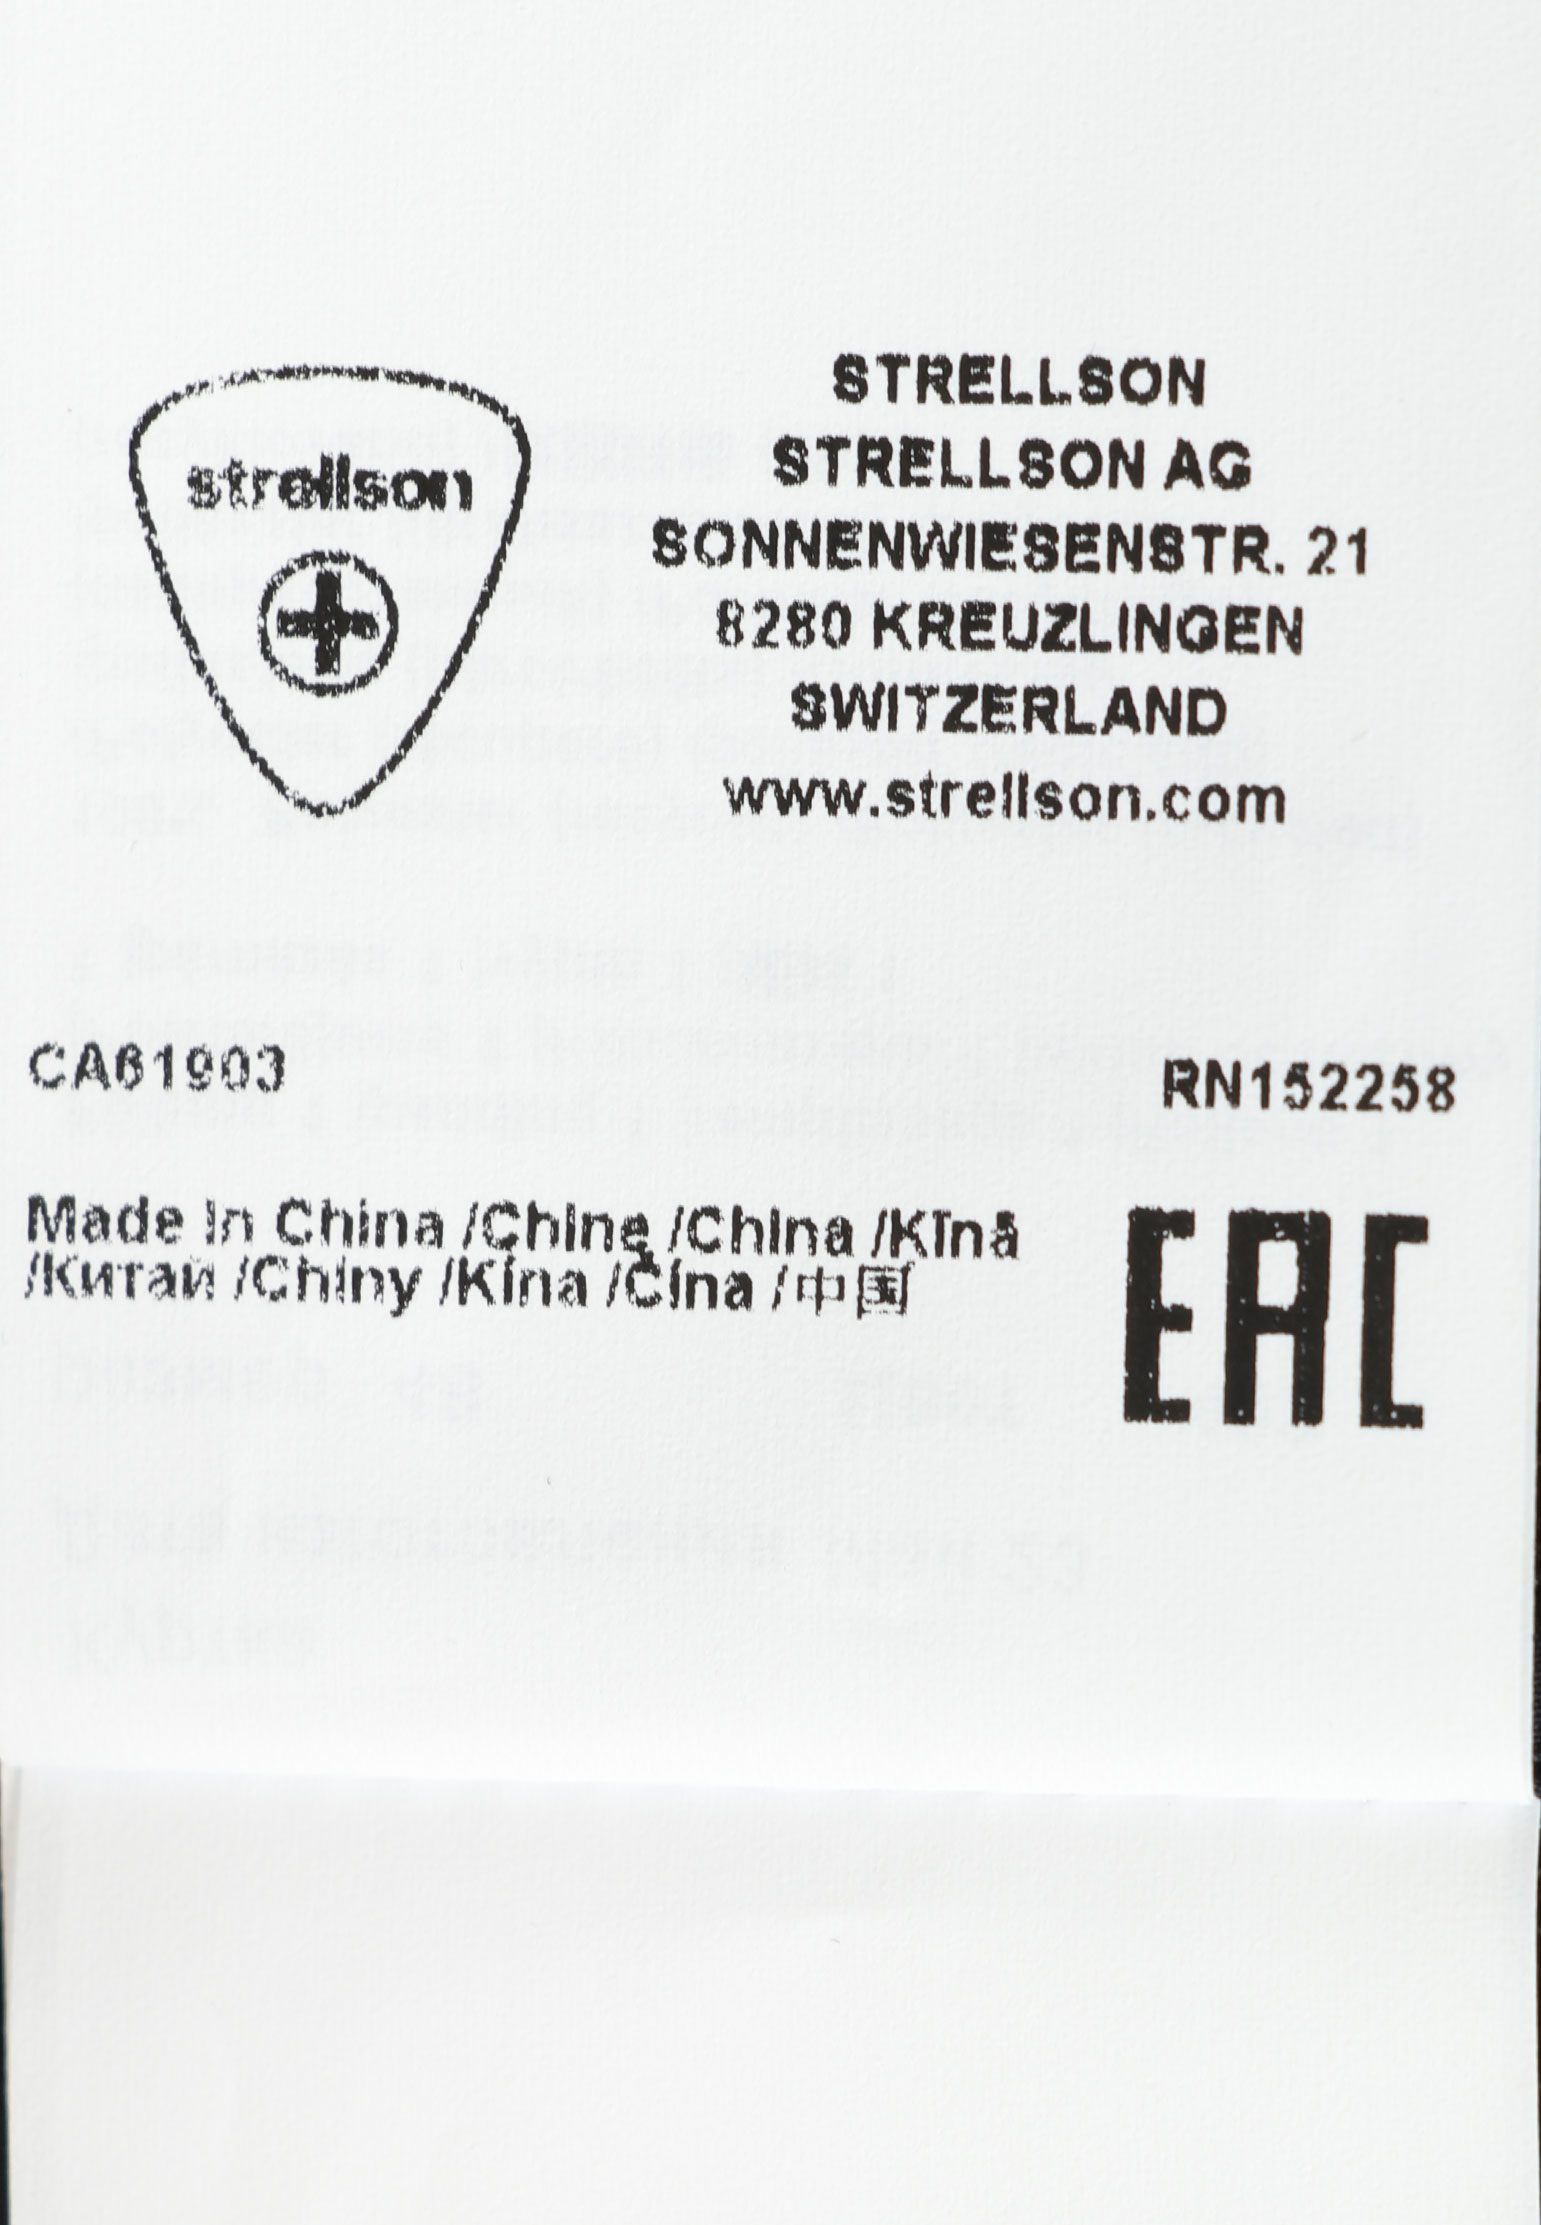 strellson
STRELLSON
STRELLSON AG
SONNENWIESENSTR. 21
8280 KREUZLINGEN
SWITZERLAND
www.strellson.com
CA61903
RN152258
Made in China /Chine /China /Ķīna
/Китай /Chiny /Kína /Čína /中国
EAC